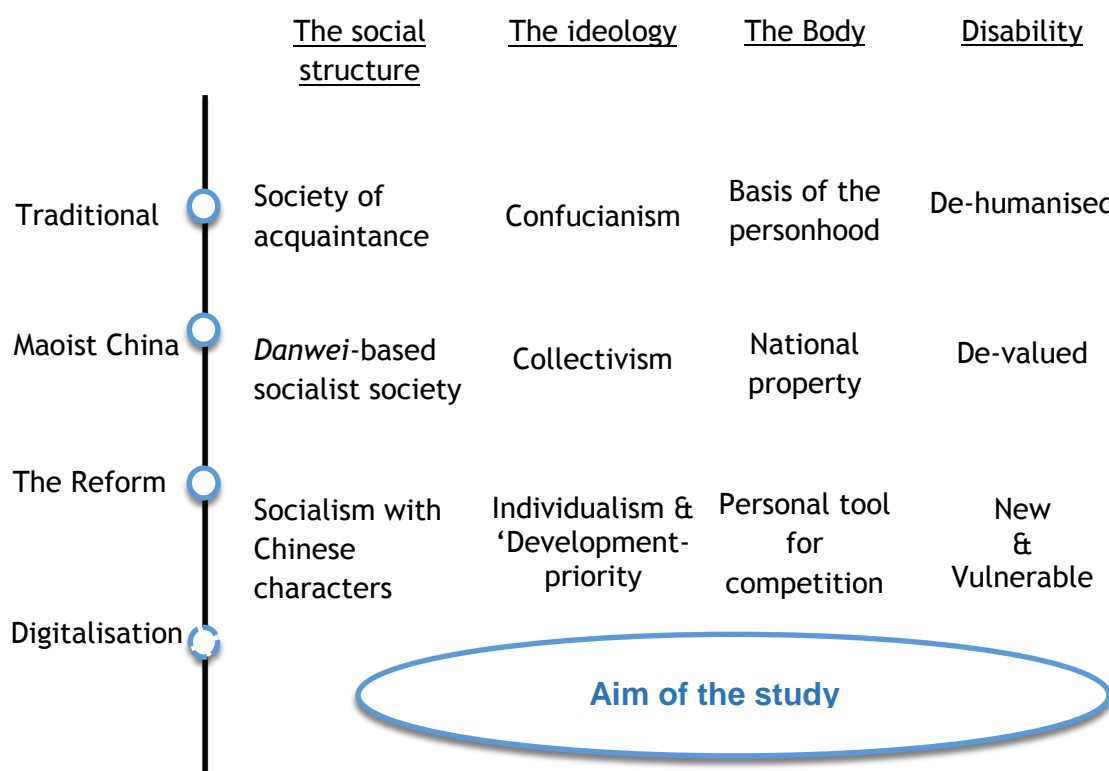 The social
structure
The ideology
The Body
Disability
Traditional
Society of
acquaintance
Confucianism
Basis of the
personhood
De-humanised
Maoist China
Danwei-based
socialist society
Collectivism
National
property
De-valued
The Reform
Socialism with
Chinese
characters
Individualism &
‘Development-
priority
Personal tool
for
competition
New
&
Vulnerable
Digitalisation
Aim of the study